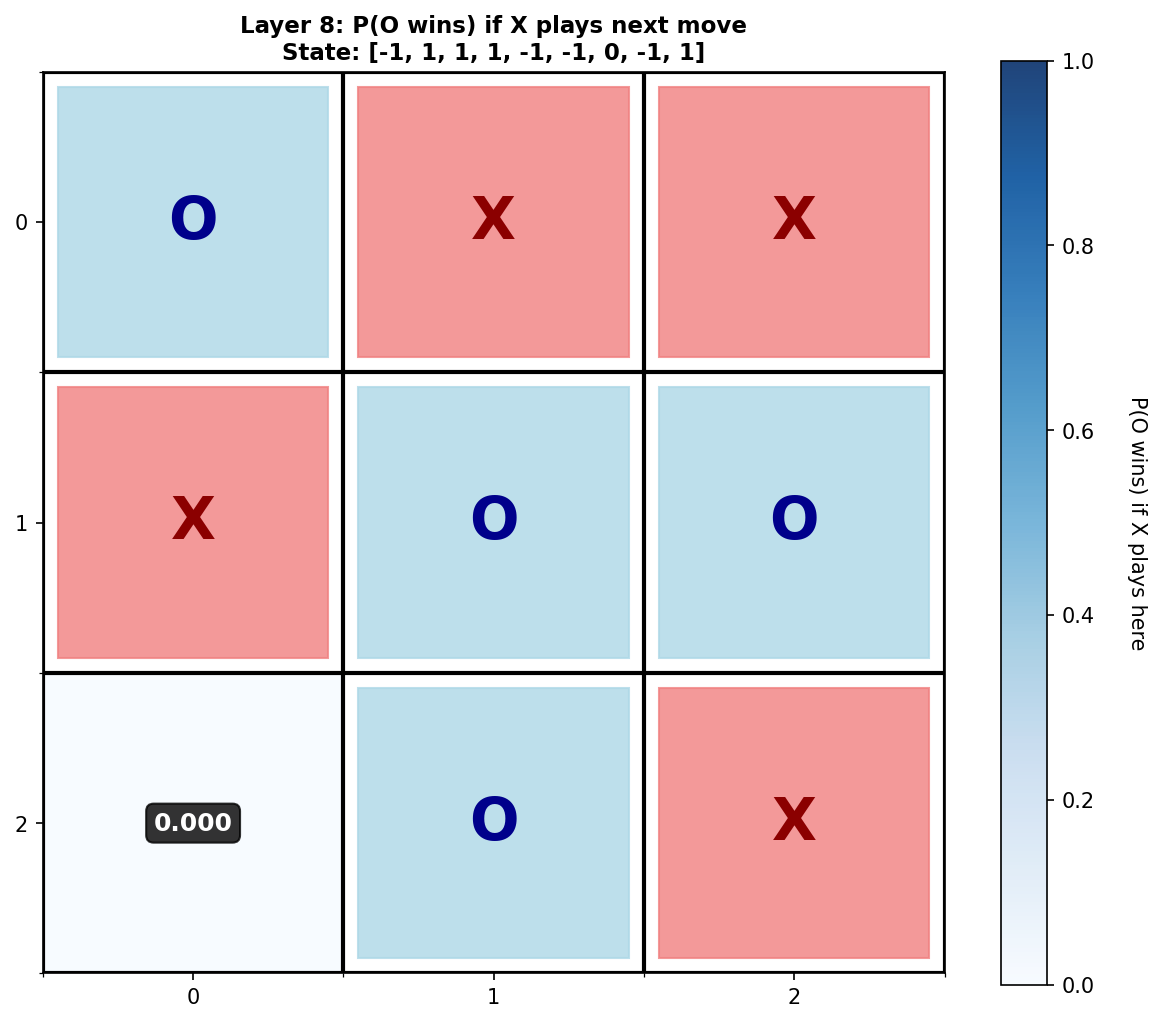 Layer 8: P(O wins) if X plays next move
State: [-1, 1, 1, 1, -1, -1, 0, -1, 1]
1.0
0.8
0.6
0.4
0.2
0.0
P(O wins) if X plays here
0
O
X
X
1
X
O
O
2
0.000
O
X
0
1
2